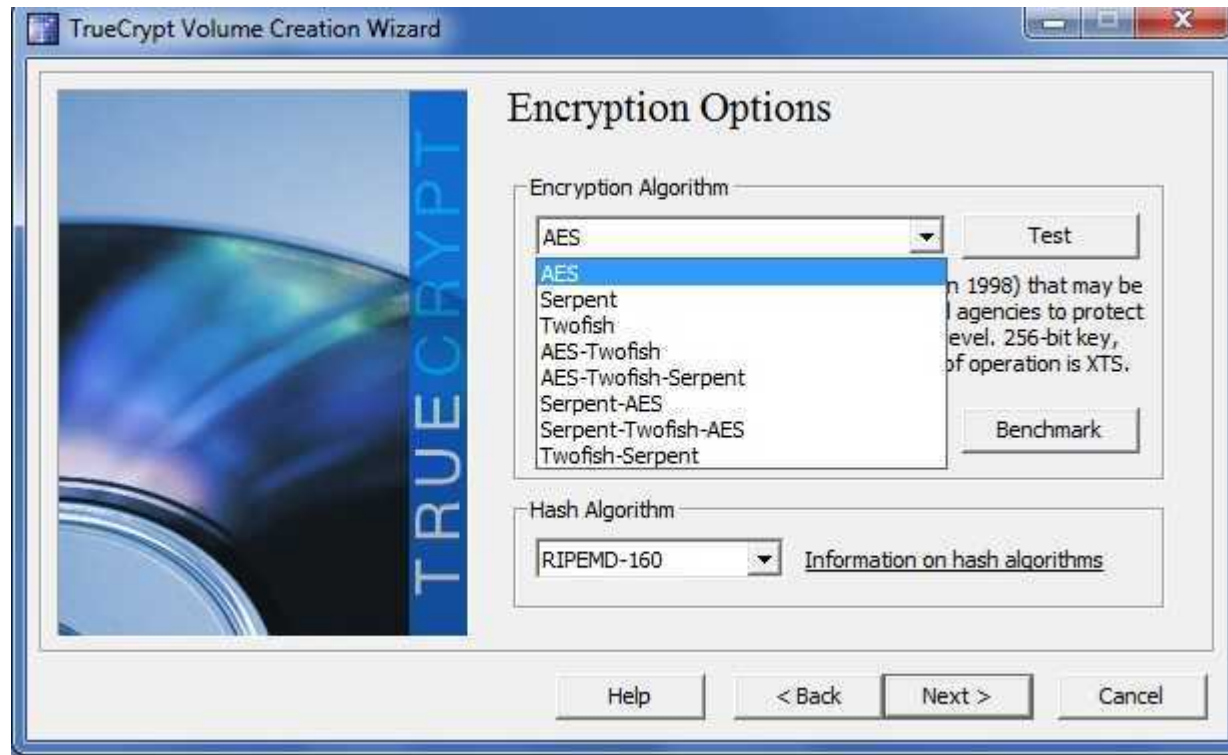 TrueCrypt Volume Creation Wizard
TRUECRYPT
Encryption Options
Encryption Algorithm
AES
Test
AES
Serpent
Twofish
AES-Twofish
AES-Twofish-Serpent
Serpent-AES
Serpent-Twofish-AES
Twofish-Serpent
n 1998) that may be
agencies to protect
evel. 256-bit key,
of operation is XTS.
Benchmark
Hash Algorithm
RIPEMD-160
Information on hash algorithms
Help
< Back
Next >
Cancel